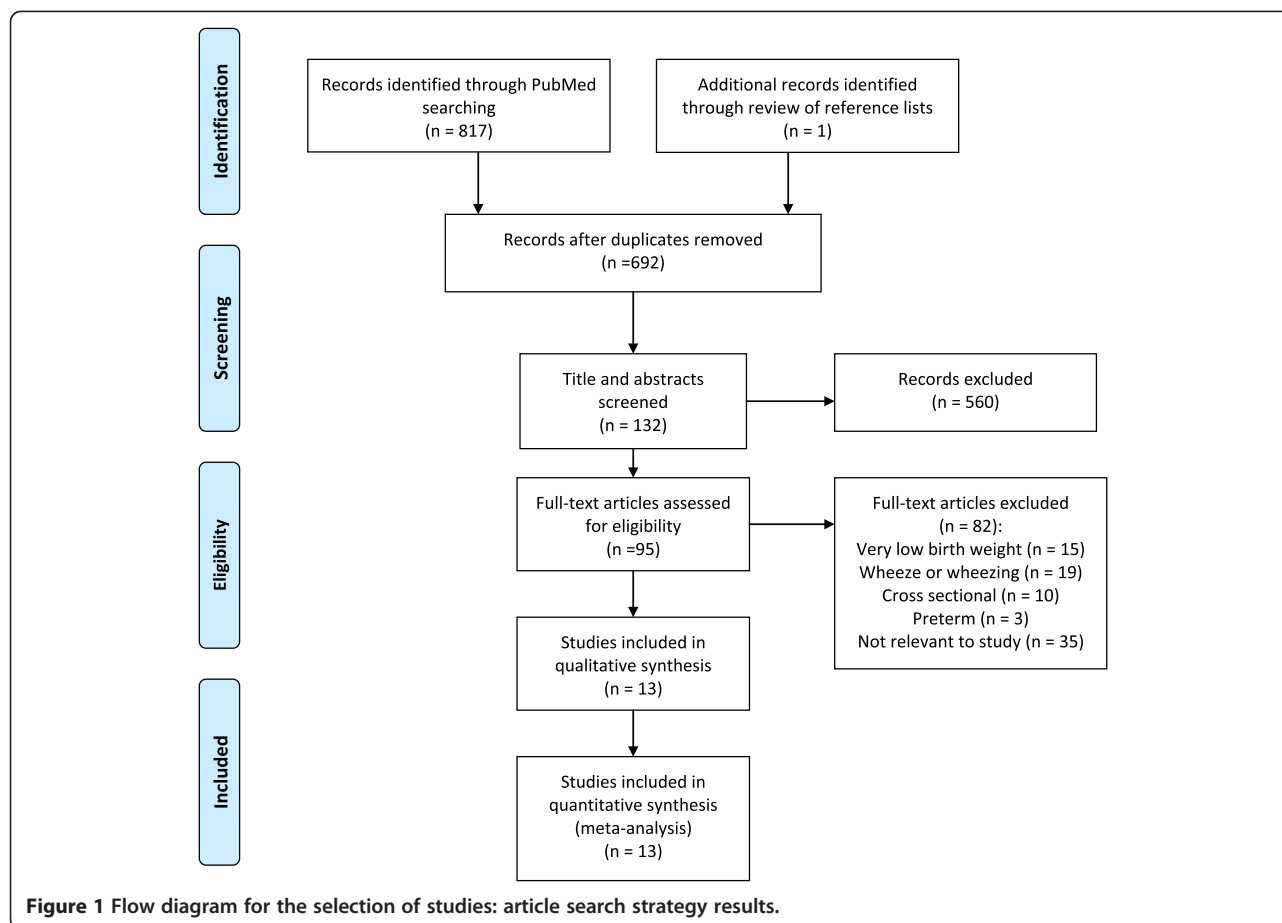 Identification
Records identified through PubMed
searching
(n = 817)
Additional records identified
through review of reference lists
(n = 1)
Records after duplicates removed
(n =692)
Screening
Title and abstracts
screened
(n = 132)
Records excluded
(n = 560)
Eligibility
Full-text articles assessed
for eligibility
(n =95)
Full-text articles excluded
(n = 82):
Very low birth weight (n = 15)
Wheeze or wheezing (n = 19)
Cross sectional (n = 10)
Preterm (n = 3)
Not relevant to study (n = 35)
Studies included in
qualitative synthesis
(n = 13)
Included
Studies included in
quantitative synthesis
(meta-analysis)
(n = 13)
Figure 1 Flow diagram for the selection of studies: article search strategy results.